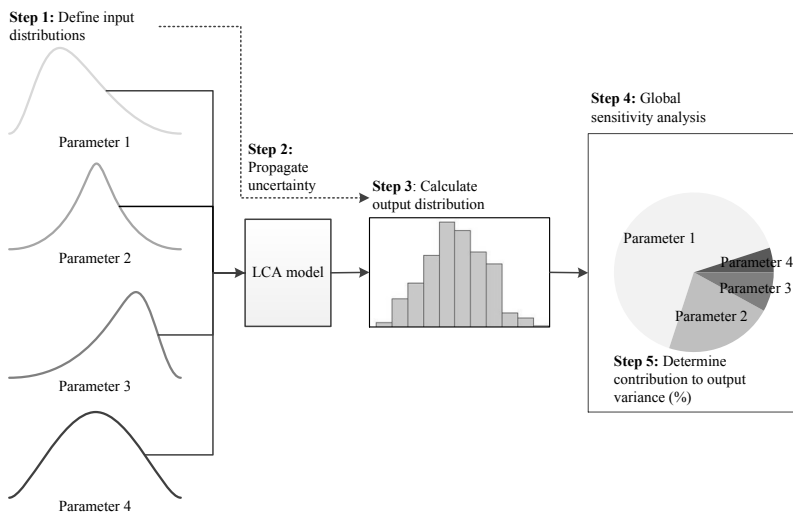 Step 1: Define input
distributions
Parameter 1
Parameter 2
Parameter 3
Parameter 4
Step 2:
Propagate
uncertainty
LCA model
Step 3: Calculate
output distribution
Step 4: Global
sensitivity analysis
Parameter 1
Parameter 4
Parameter 3
Parameter 2
Step 5: Determine
contribution to output
variance (%)